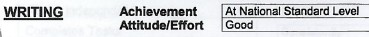 WRITING Achievement At National Standard Level
Attitude/Effort Good